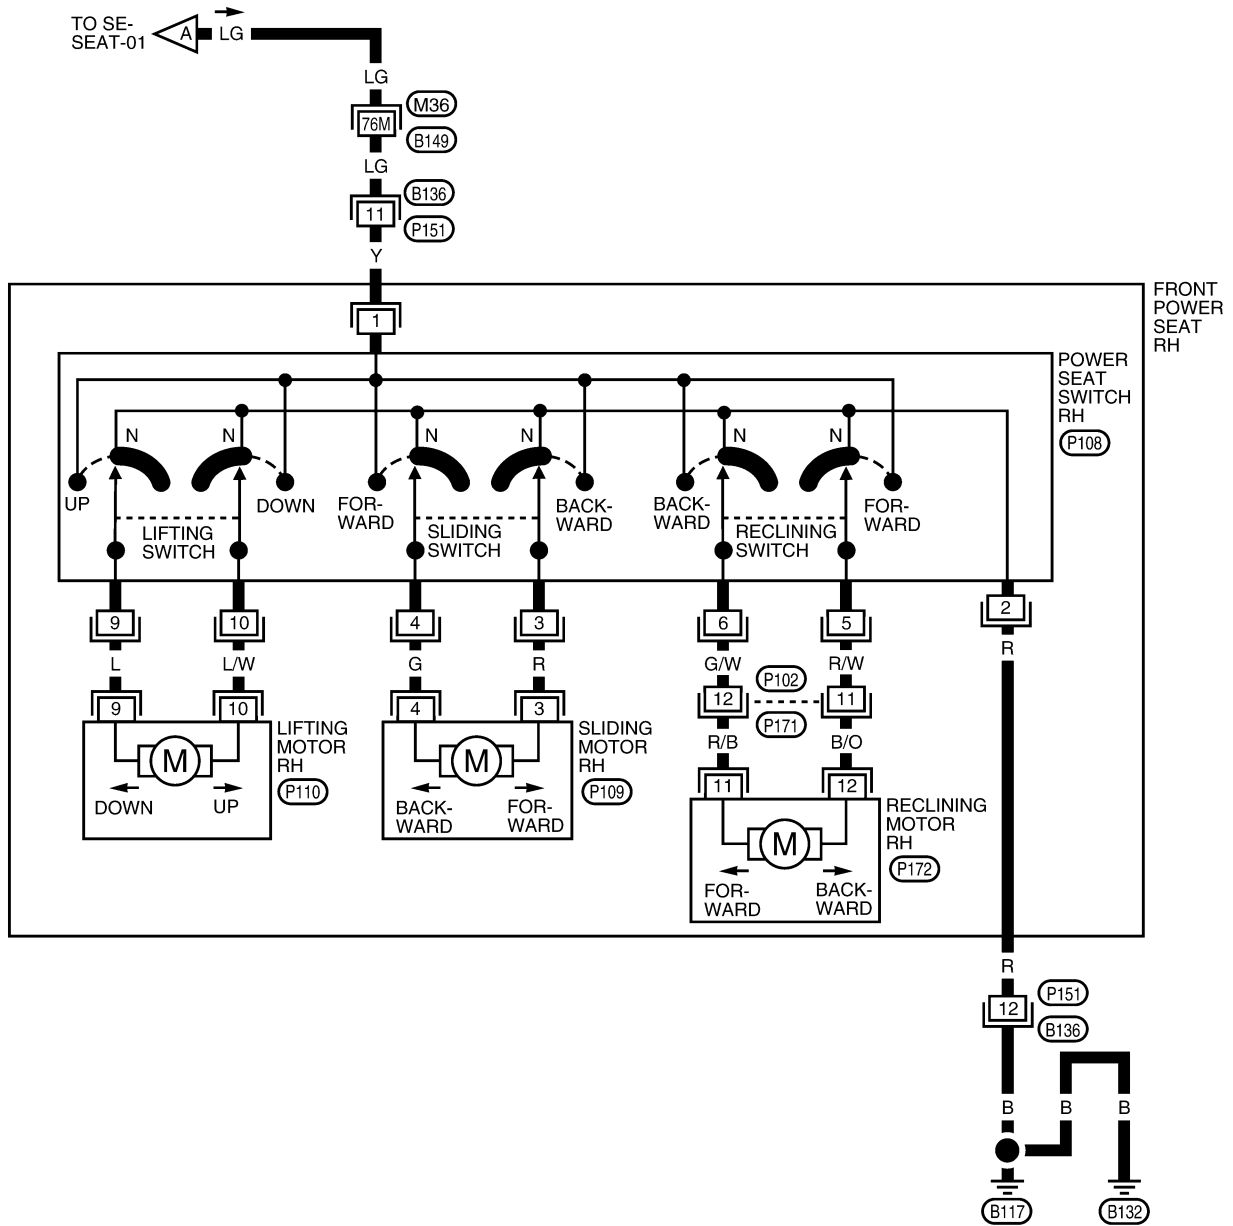 TO SE-
SEAT-01
A
LG
LG
76M
M36
B149
LG
11
B136
P151
Y
FRONT
POWER
SEAT
RH
1
POWER
SEAT
SWITCH
RH
P108
N
N
N
N
N
N
UP
DOWN
FOR-
WARD
BACK-
WARD
BACK-
WARD
FOR-
WARD
LIFTING
SWITCH
SLIDING
SWITCH
RECLINING
SWITCH
9
10
4
3
6
5
2
L
L/W
G
R
G/W
R/W
R
9
10
4
3
12
11
P102
P171
R/B
B/O
M
DOWN
UP
LIFTING
MOTOR
RH
P110
M
BACK-
WARD
FOR-
WARD
SLIDING
MOTOR
RH
P109
11
12
M
FOR-
WARD
BACK-
WARD
RECLINING
MOTOR
RH
P172
R
12
P151
B136
B
B
B
B117
B132